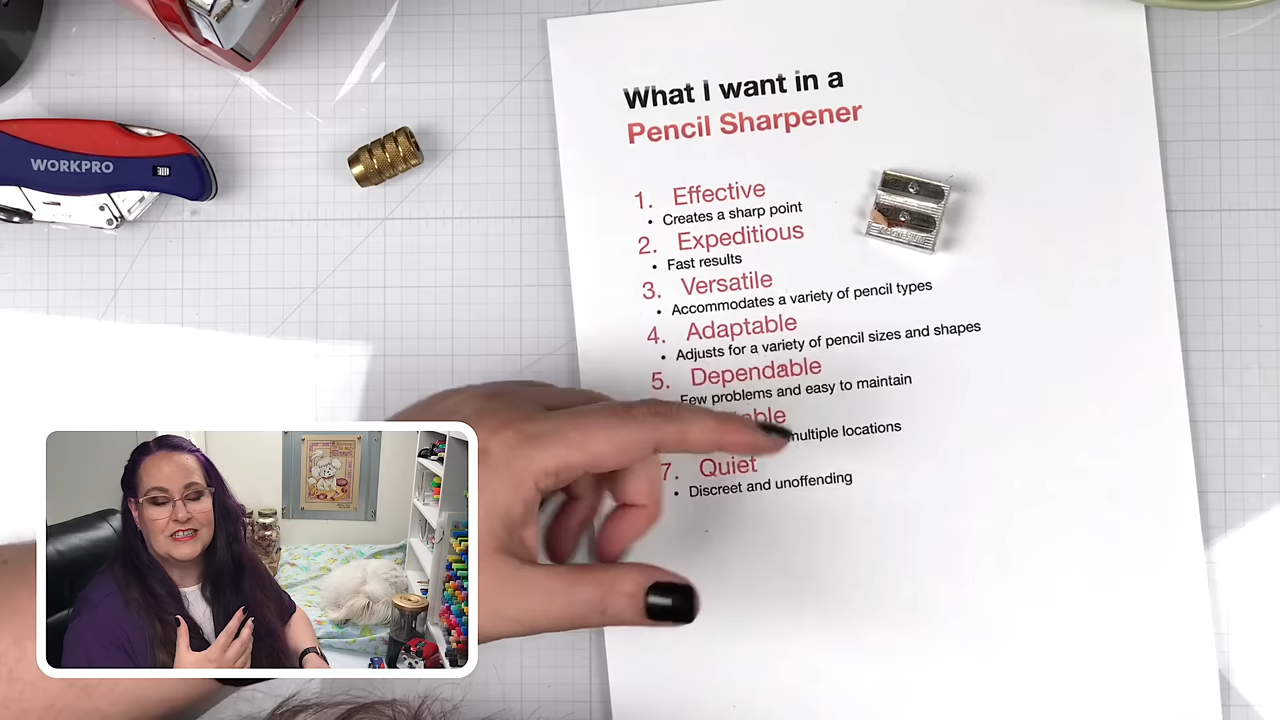 What I want in a
Pencil Sharpener
WORKPRO
1. Effective
• Creates a sharp point
2. Expeditious
• Fast results
3. Versatile
• Accommodates a variety of pencil types
4. Adaptable
• Adjusts for a variety of pencil sizes and shapes
5. Dependable
Few problems and easy to maintain
multiple locations
7. Quiet
• Discreet and unoffending